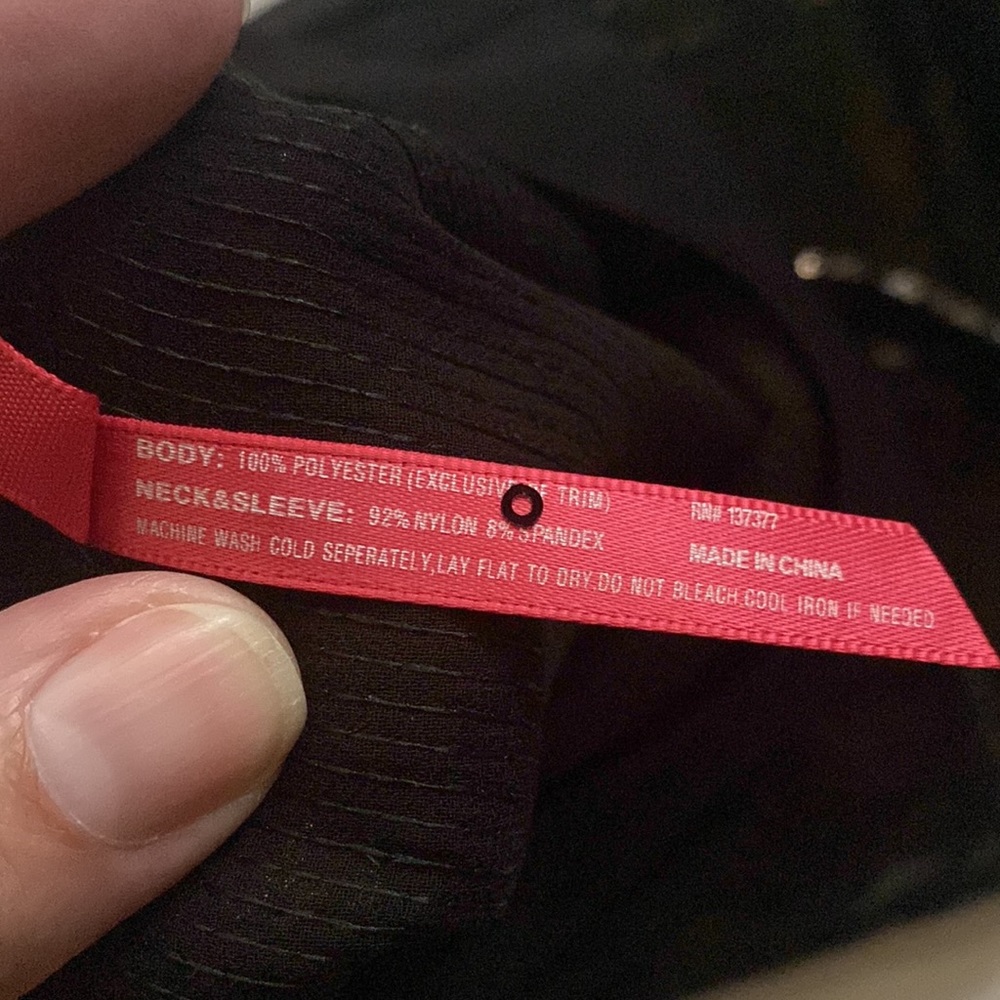 BODY: 100% POLYESTER (EXCLUSIVE OF TRIM)
NECK&SLEEVE: 92% NYLON 8% SPANDEX
MACHINE WASH COLD SEPERATELY,LAY FLAT TO DRY.DO NOT BLEACH.COOL IRON IF NEEDED
RN# 137377
MADE IN CHINA